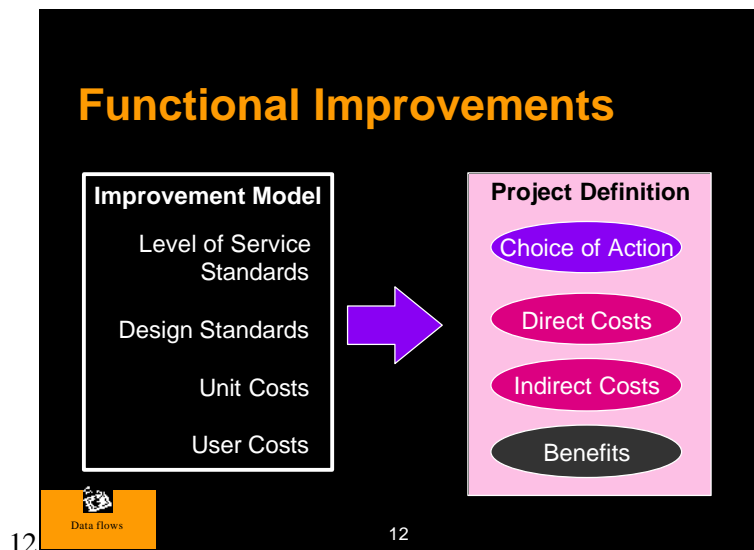 Functional Improvements
Improvement Model
Level of Service
Standards
Design Standards
Unit Costs
User Costs
Project Definition
Choice of Action
Direct Costs
Indirect Costs
Benefits
Data flows
12
12